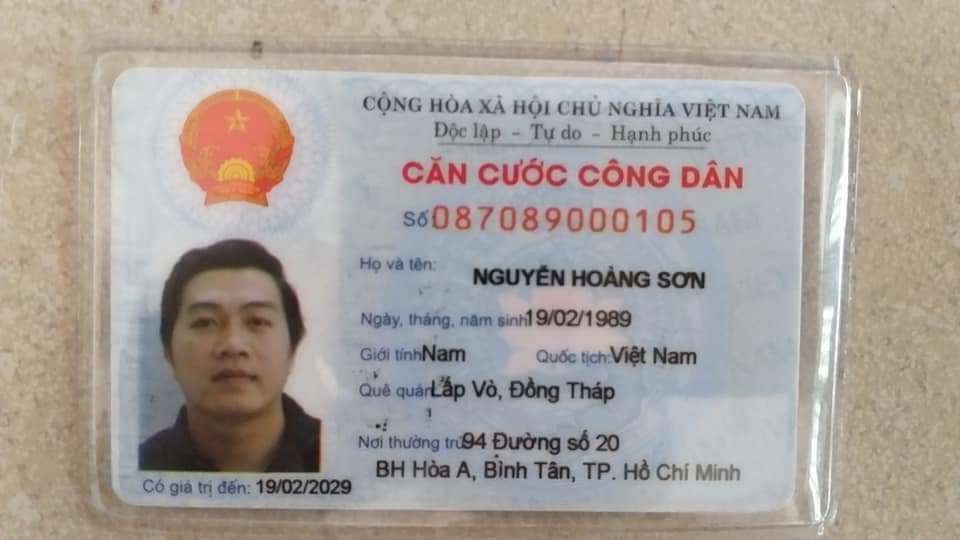 CỘNG HÒA XÃ HỘI CHỦ NGHĨA VIỆT NAM
Độc lập - Tự do - Hạnh phúc
CĂN CƯỚC CÔNG DÂN
Số 087089000105
Họ và tên: NGUYỄN HOÀNG SƠN
Ngày, tháng, năm sinh 19/02/1989
Giới tính Nam Quốc tịch: Việt Nam
Quê quán Lấp Vò, Đồng Tháp
Nơi thường trú 94 Đường số 20
BH Hòa A, Bình Tân, TP. Hồ Chí Minh
Có giá trị đến: 19/02/2029